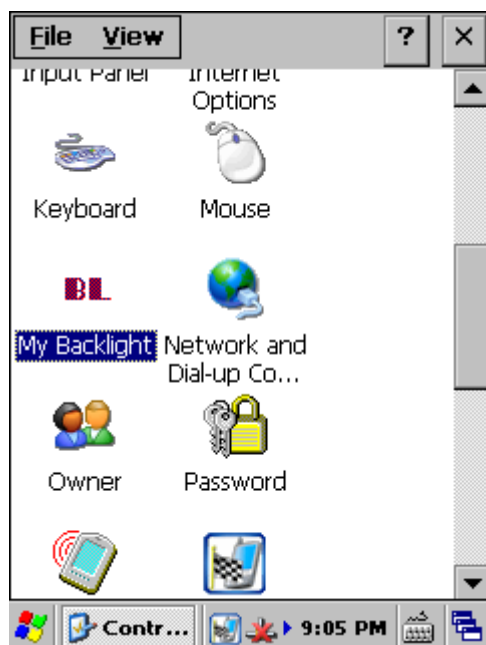 File View ? ×
Input Panel Internet
Options
Keyboard Mouse
BL
My Backlight Network and
Dial-up Co...
Owner Password
Contr... 9:05 PM